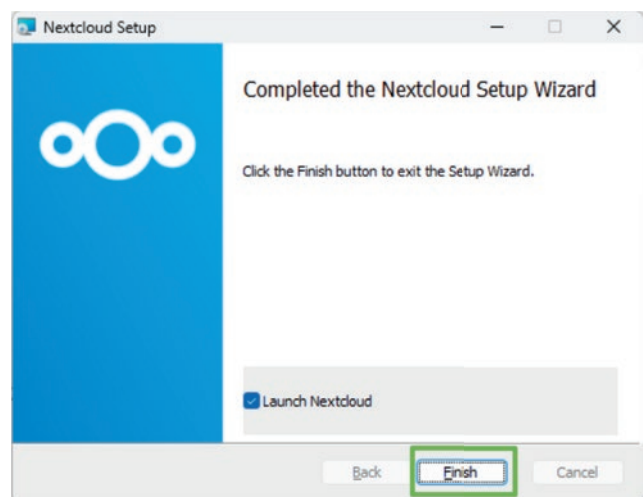 Nextcloud Setup
Completed the Nextcloud Setup Wizard
Click the Finish button to exit the Setup Wizard.
Launch Nextcloud
Back Finish Cancel